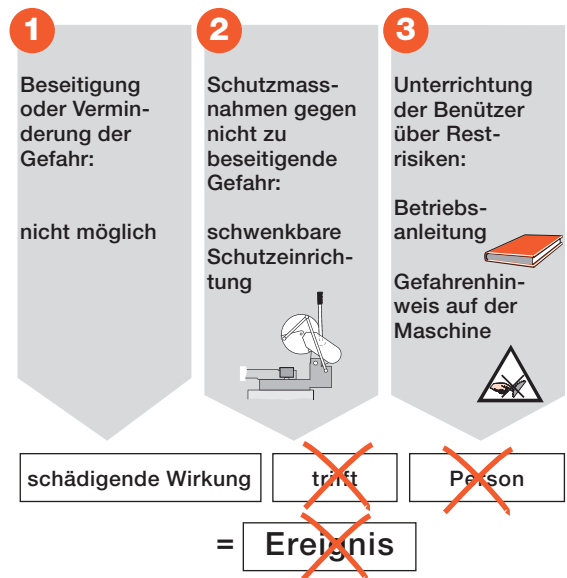 1
Beseitigung
oder Vermin-
derung der
Gefahr:
nicht möglich
2
Schutzmass-
nahmen gegen
nicht zu
beseitigende
Gefahr:
schwenkbare
Schutzeinrich-
tung
3
Unterrichtung
der Benützer
über Rest-
risiken:
Betriebs-
anleitung
Gefahrenhin-
weis auf der
Maschine
schädigende Wirkung
trifft
Person
= Ereignis